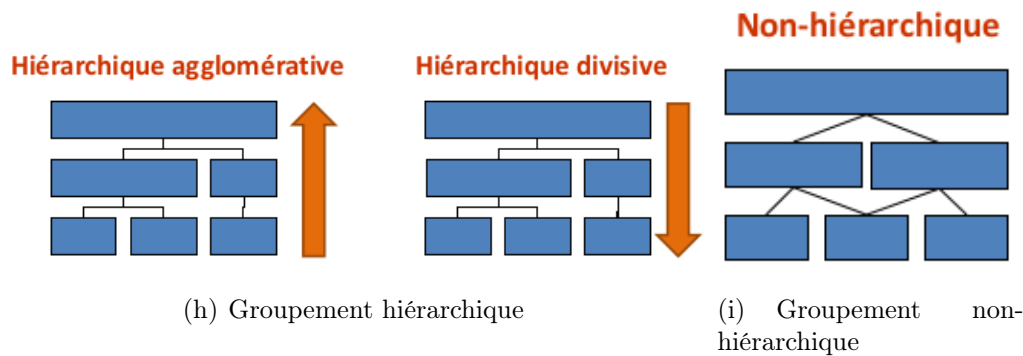 Non-hiérarchique
Hiérarchique agglomérative
Hiérarchique divisive
(h) Groupement hiérarchique
(i) Groupement non-
hiérarchique